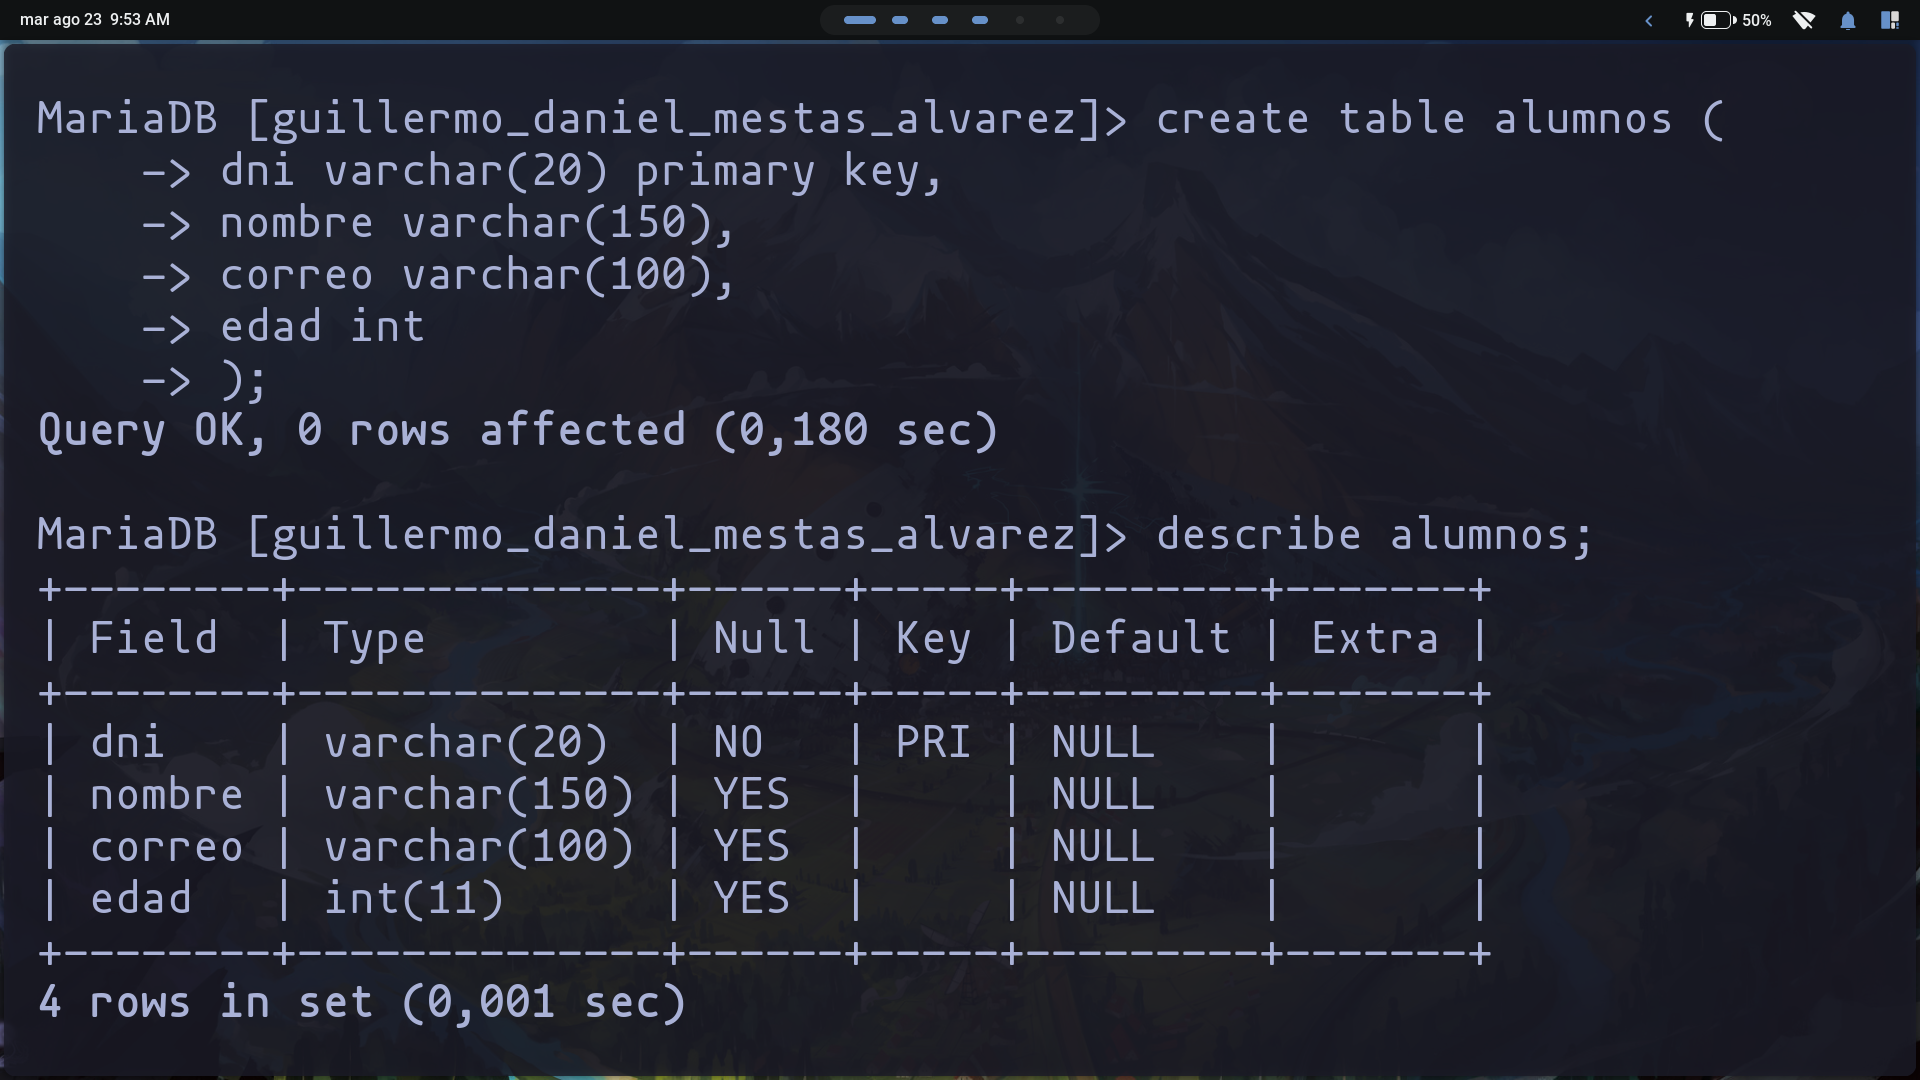 mar ago 23 9:53 AM
50%
MariaDB [guillermo_daniel_mestas_alvarez]> create table alumnos (
    -> dni varchar(20) primary key,
    -> nombre varchar(150),
    -> correo varchar(100),
    -> edad int
    -> );
Query OK, 0 rows affected (0,180 sec)

MariaDB [guillermo_daniel_mestas_alvarez]> describe alumnos;
+--------+--------------+------+-----+---------+-------+
| Field  | Type         | Null | Key | Default | Extra |
+--------+--------------+------+-----+---------+-------+
| dni    | varchar(20)  | NO   | PRI | NULL    |       |
| nombre | varchar(150) | YES  |     | NULL    |       |
| correo | varchar(100) | YES  |     | NULL    |       |
| edad   | int(11)      | YES  |     | NULL    |       |
+--------+--------------+------+-----+---------+-------+
4 rows in set (0,001 sec)